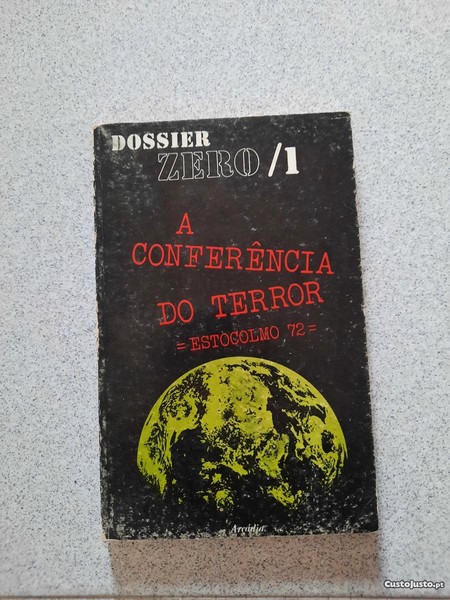 DOSSIER
ZERO/1
A
CONFERÊNCIA
DO TERROR
= ESTOCOLMO 72 =
Arcádia
CustoJusto.pt